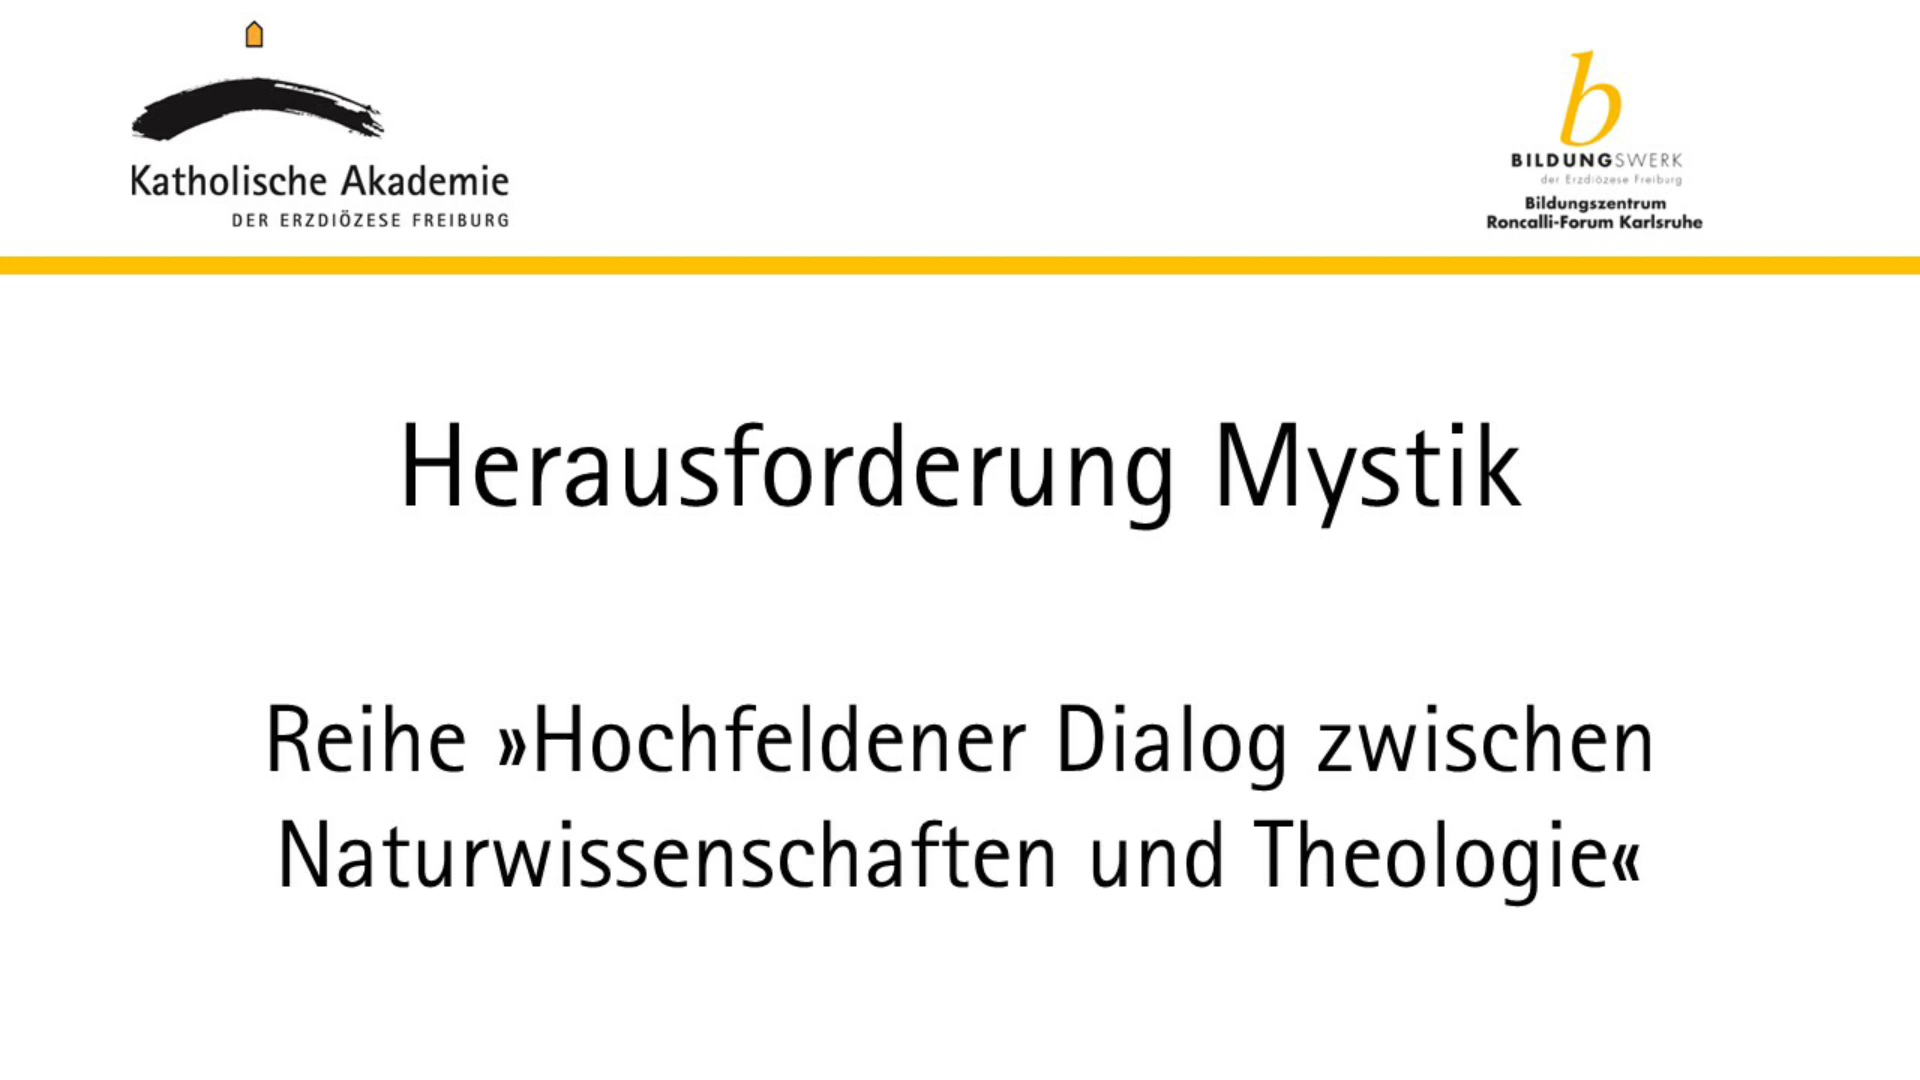 Katholische Akademie
DER ERZDIÖZESE FREIBURG
b
BILDUNGSWERK
der Erzdiözese Freiburg
Bildungszentrum
Roncalli-Forum Karlsruhe
Herausforderung Mystik
Reihe »Hochfeldener Dialog zwischen
Naturwissenschaften und Theologie«